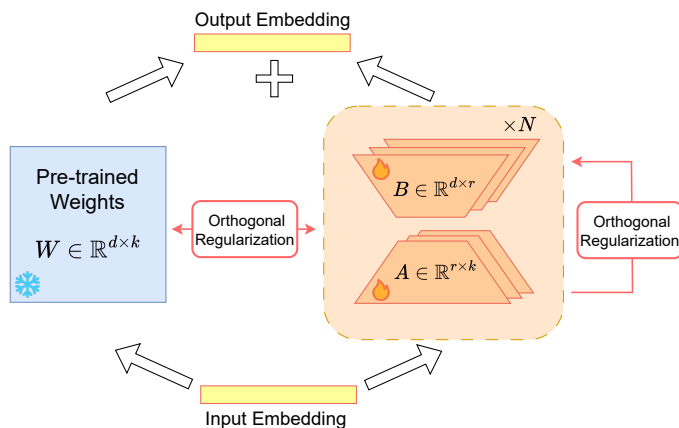 Output Embedding
×N
Pre-trained
Weights
W ∈ ℝ^{d×k}
Orthogonal
Regularization
B ∈ ℝ^{d×r}
A ∈ ℝ^{r×k}
Orthogonal
Regularization
Input Embedding